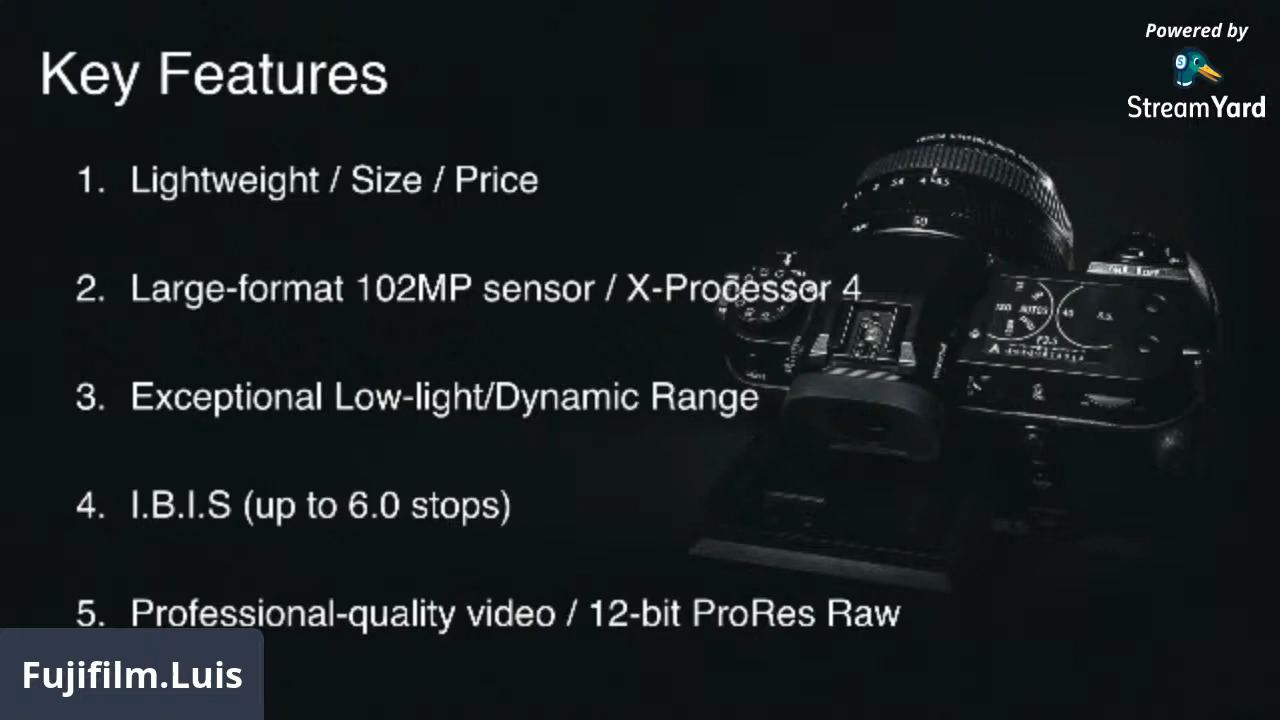 Powered by
StreamYard
Key Features
1. Lightweight / Size / Price
2. Large-format 102MP sensor / X-Processor 4
3. Exceptional Low-light/Dynamic Range
4. I.B.I.S (up to 6.0 stops)
5. Professional-quality video / 12-bit ProRes Raw
Fujifilm.Luis